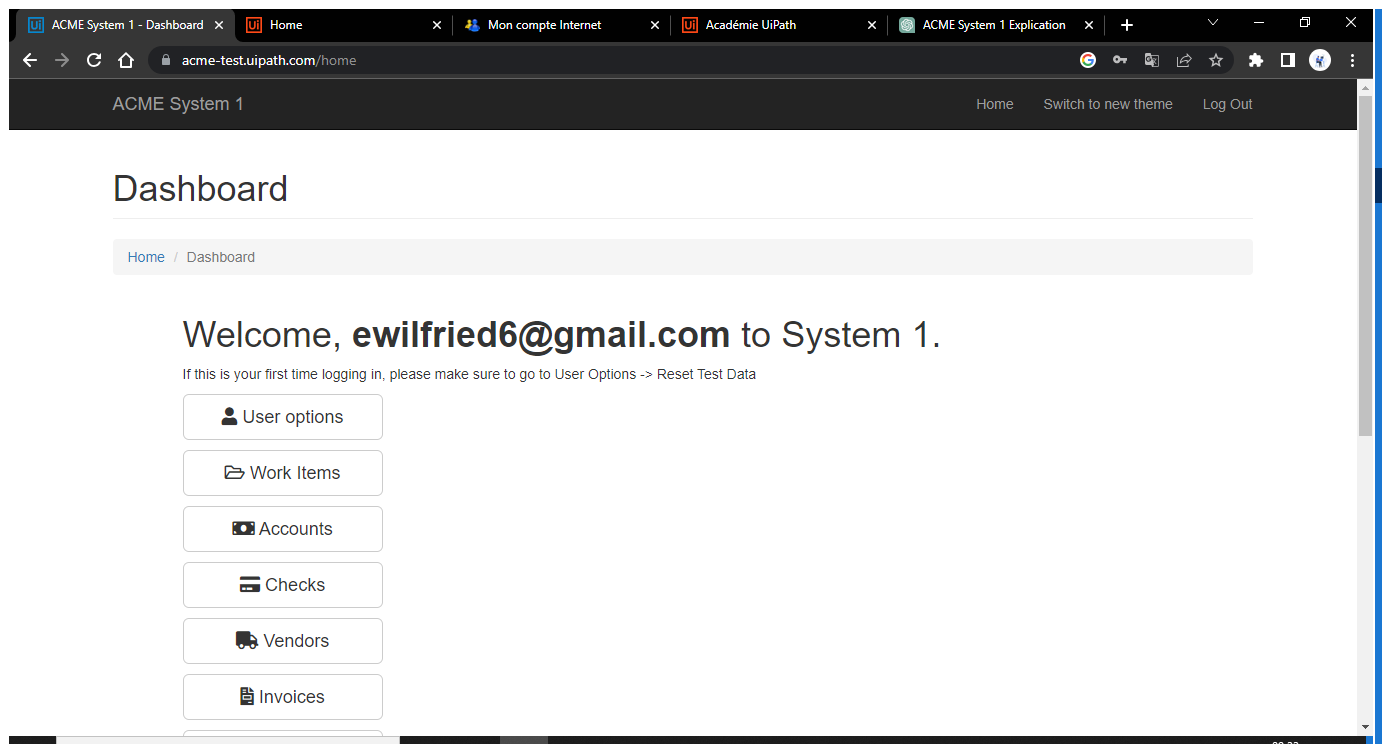 ACME System 1 - Dashboard
Home
Mon compte Internet
Académie UiPath
ACME System 1 Explication
acme-test.uipath.com/home
ACME System 1
Home
Switch to new theme
Log Out
Dashboard
Home / Dashboard
Welcome, ewilfried6@gmail.com to System 1.
If this is your first time logging in, please make sure to go to User Options -> Reset Test Data
User options
Work Items
Accounts
Checks
Vendors
Invoices